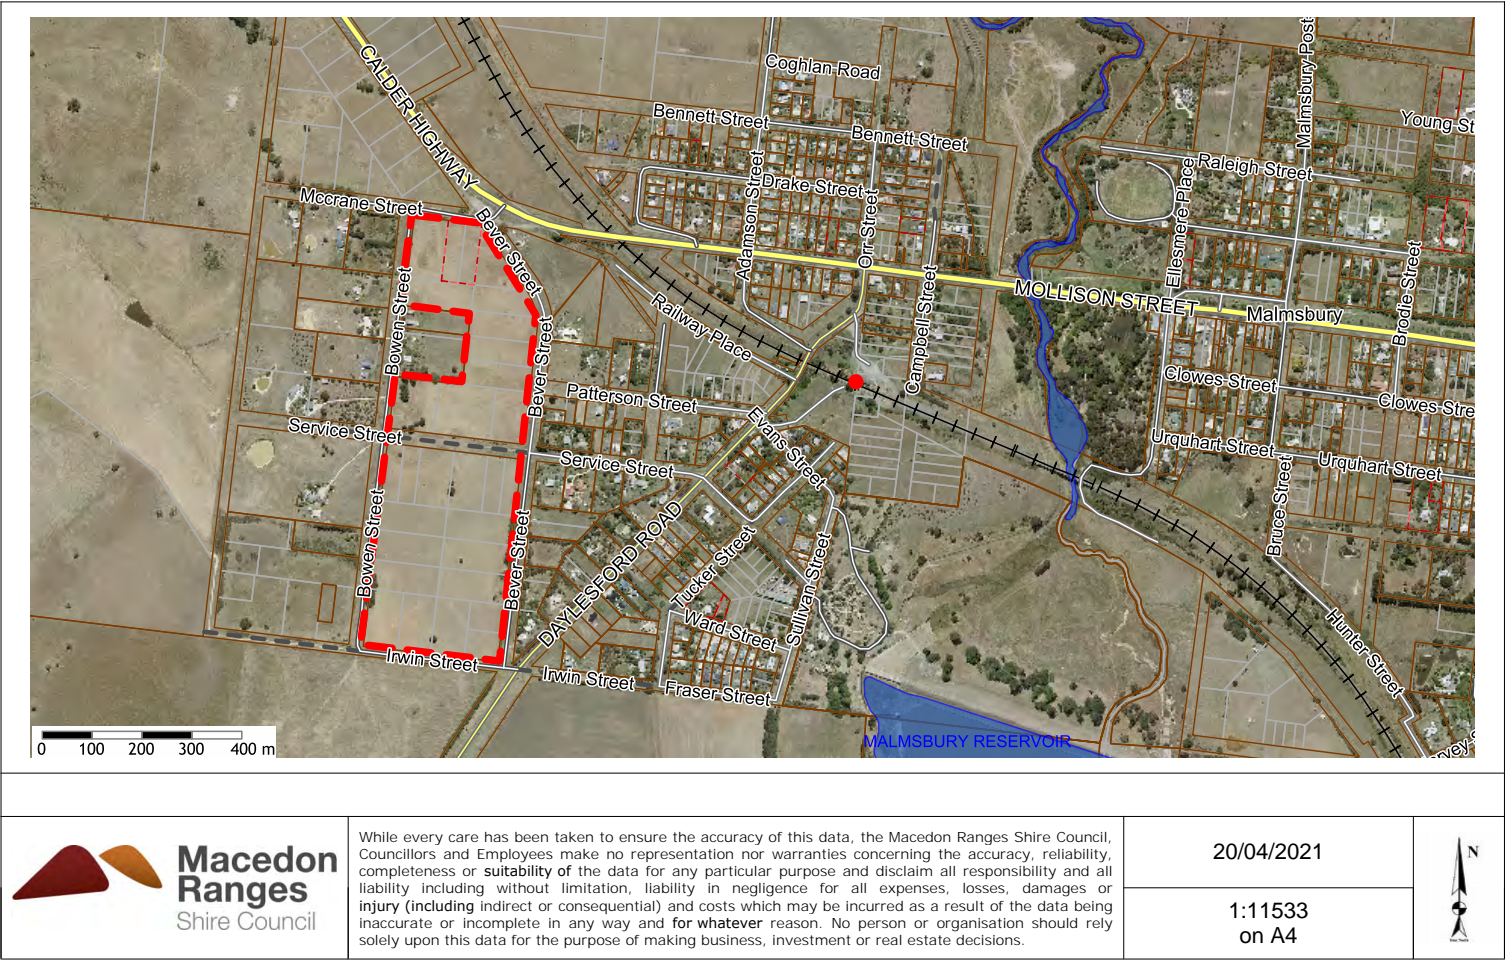 Coghlan Road
CALDER HIGHWAY
Bennett Street
Bennett Street
Malmsbury Post
Young St
Raleigh Street
Drake Street
Adamson Street
Orr Street
Ellesmere Place
Mccrane Street
Bever Street
Bowen Street
Railway Place
Campbell Street
MOLLISON STREET
Malmsbury
Brodie Street
Bever Street
Patterson Street
Evans Street
Clowes Street
Clowes Stre
Service Street
Service Street
Urquhart Street
Urquhart Street
Bruce Street
Bowen Street
Bever Street
DAYLESFORD ROAD
Tucker Street
Sullivan Street
Ward Street
Hunter Street
Irwin Street
Irwin Street
Fraser Street
MALMSBURY RESERVOIR
rvey S
0 100 200 300 400 m
Macedon
Ranges
Shire Council
While every care has been taken to ensure the accuracy of this data, the Macedon Ranges Shire Council,
Councillors and Employees make no representation nor warranties concerning the accuracy, reliability,
completeness or suitability of the data for any particular purpose and disclaim all responsibility and all
liability including without limitation, liability in negligence for all expenses, losses, damages or
injury (including indirect or consequential) and costs which may be incurred as a result of the data being
inaccurate or incomplete in any way and for whatever reason. No person or organisation should rely
solely upon this data for the purpose of making business, investment or real estate decisions.
20/04/2021
1:11533
on A4
N